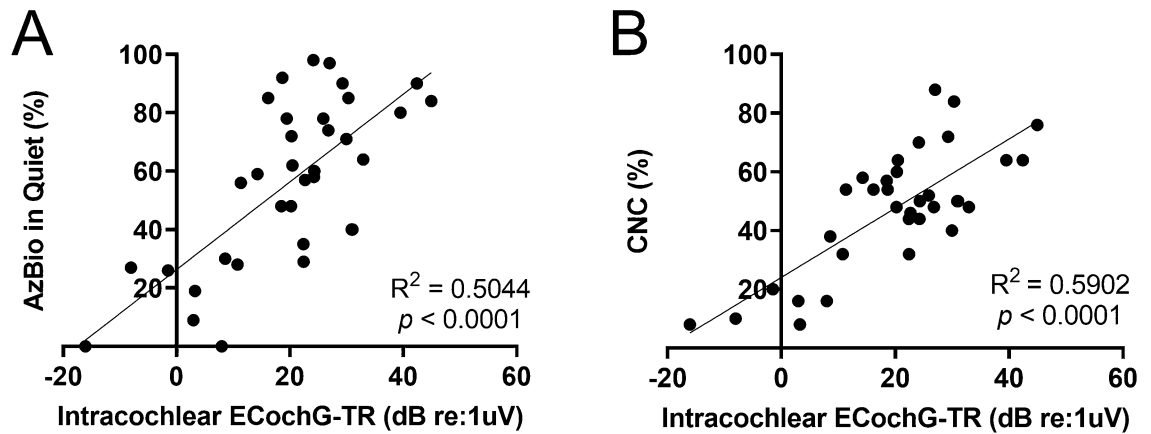 A
AzBio in Quiet (%)
100
80
60
40
20
-20 0 20 40 60
Intracochlear ECochG-TR (dB re:1uV)
R² = 0.5044
p < 0.0001
B
CNC (%)
100
80
60
40
20
-20 0 20 40 60
Intracochlear ECochG-TR (dB re:1uV)
R² = 0.5902
p < 0.0001